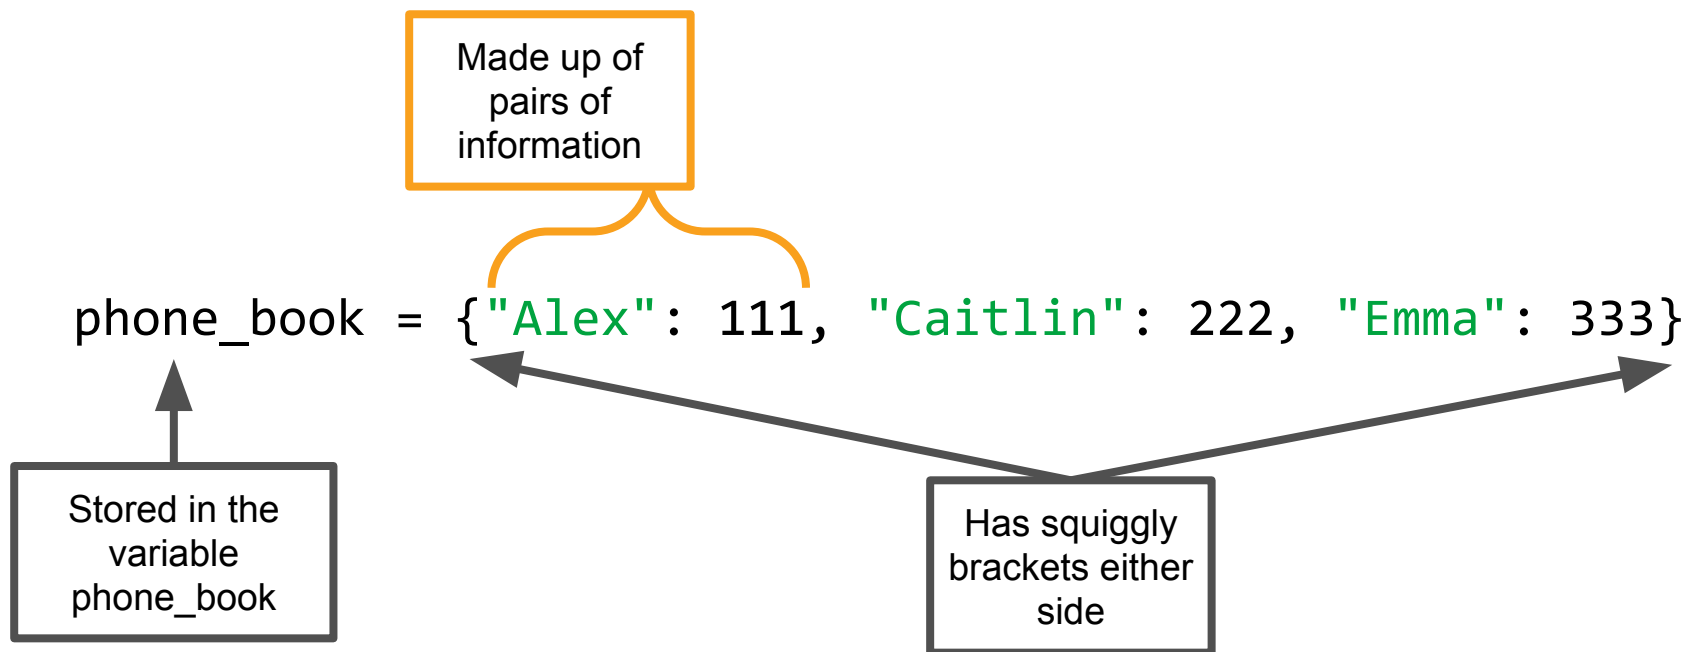 Made up of
pairs of
information
phone_book = {"Alex": 111, "Caitlin": 222, "Emma": 333}
Stored in the
variable
phone_book
Has squiggly
brackets either
side